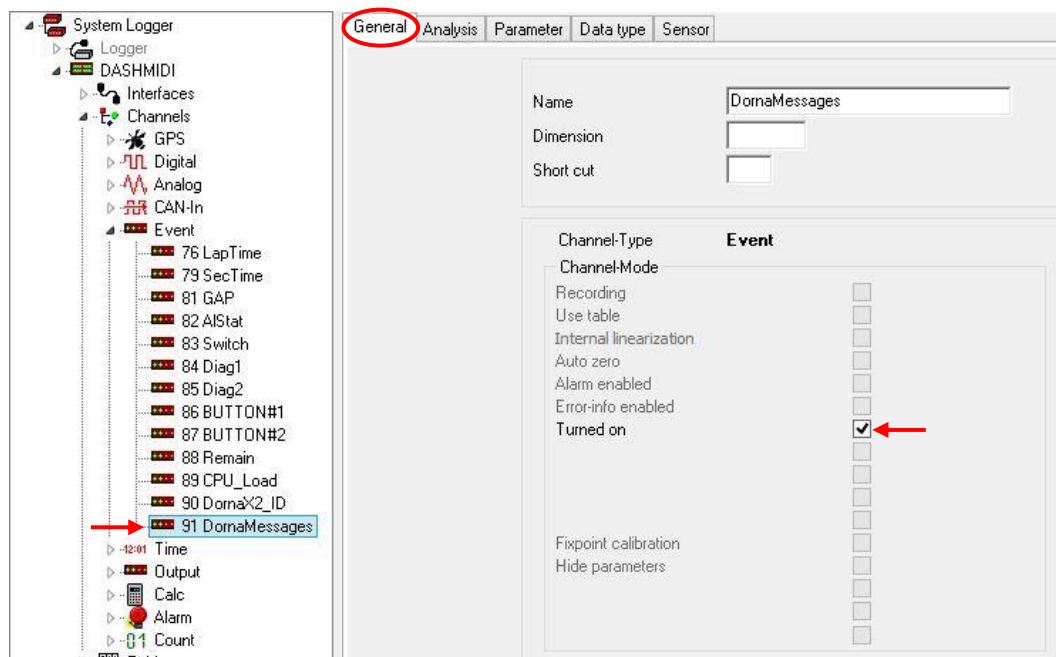 System Logger
Logger
DASHMIDI
Interfaces
Channels
GPS
Digital
Analog
CAN-In
Event
76 LapTime
79 SecTime
81 GAP
82 AlStat
83 Switch
84 Diag1
85 Diag2
86 BUTTON#1
87 BUTTON#2
88 Remain
89 CPU_Load
90 DornaX2_ID
91 DornaMessages
12:01 Time
Output
Calc
Alarm
01 Count
General Analysis Parameter Data type Sensor
Name DornaMessages
Dimension
Short cut
Channel-Type Event
Channel-Mode
Recording
Use table
Internal linearization
Auto zero
Alarm enabled
Error-info enabled
Turned on
Fixpoint calibration
Hide parameters